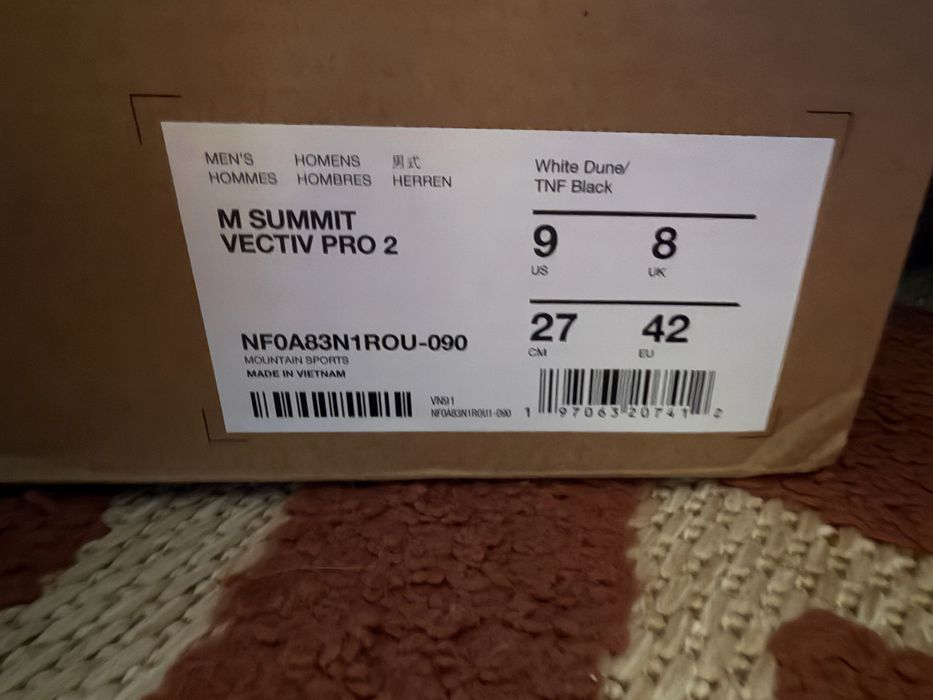 MEN'S HOMENS 男式
HOMMES HOMBRES HERREN
M SUMMIT
VECTIV PRO 2
NF0A83N1ROU-090
MOUNTAIN SPORTS
MADE IN VIETNAM
VN91
NF0A83N1ROU1-090
White Dune/
TNF Black
9 8
US UK
27 42
CM EU
1 97063 20741 2